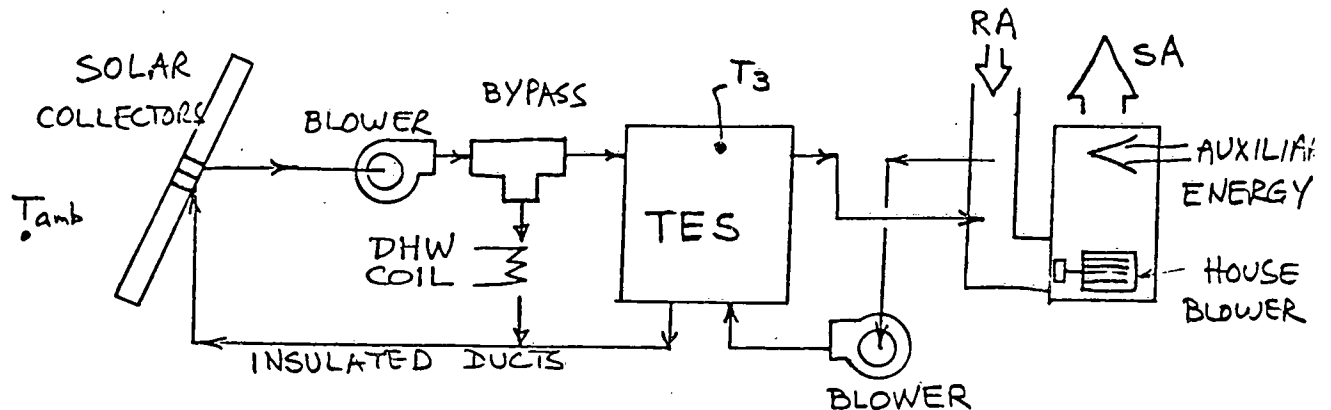 RA
SA
SOLAR
COLLECTORS
BYPASS
T3
BLOWER
AUXILIA
ENERGY
Tamb
TES
DHW
COIL
HOUSE
BLOWER
INSULATED DUCTS
BLOWER